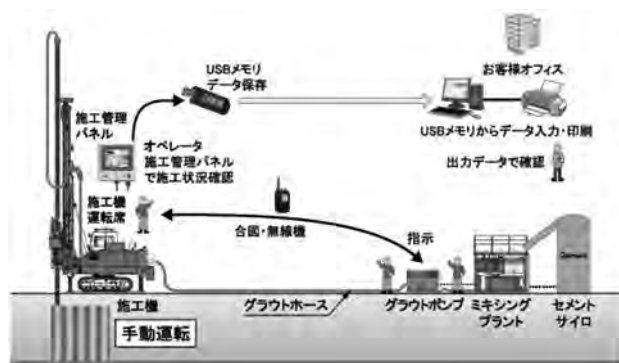 USBメモリ
データ保存
お客様オフィス
USBメモリからデータ入力・印刷
出力データで確認
施工管理
パネル
オペレータ
施工管理パネル
で施工状況確認
施工機
運転席
合図・無線機
指示
Cement
施工機
グラウトホース
グラウトポンプ
ミキシング
プラント
セメント
サイロ
手動運転